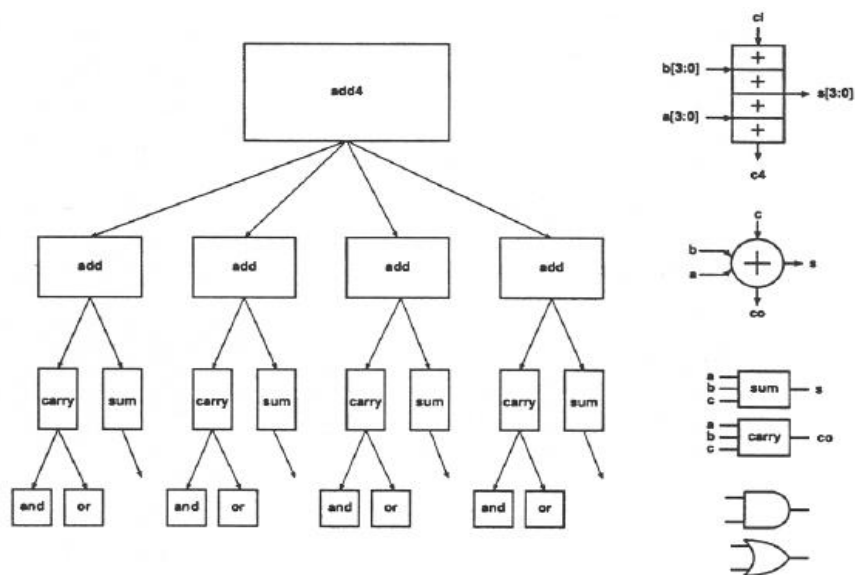 add4
ci
b[3:0]
s[3:0]
a[3:0]
c4
add add add add
c
b
a
s
co
carry sum carry sum carry sum carry sum
a
b sum s
c
a
b carry co
c
and or and or and or and or